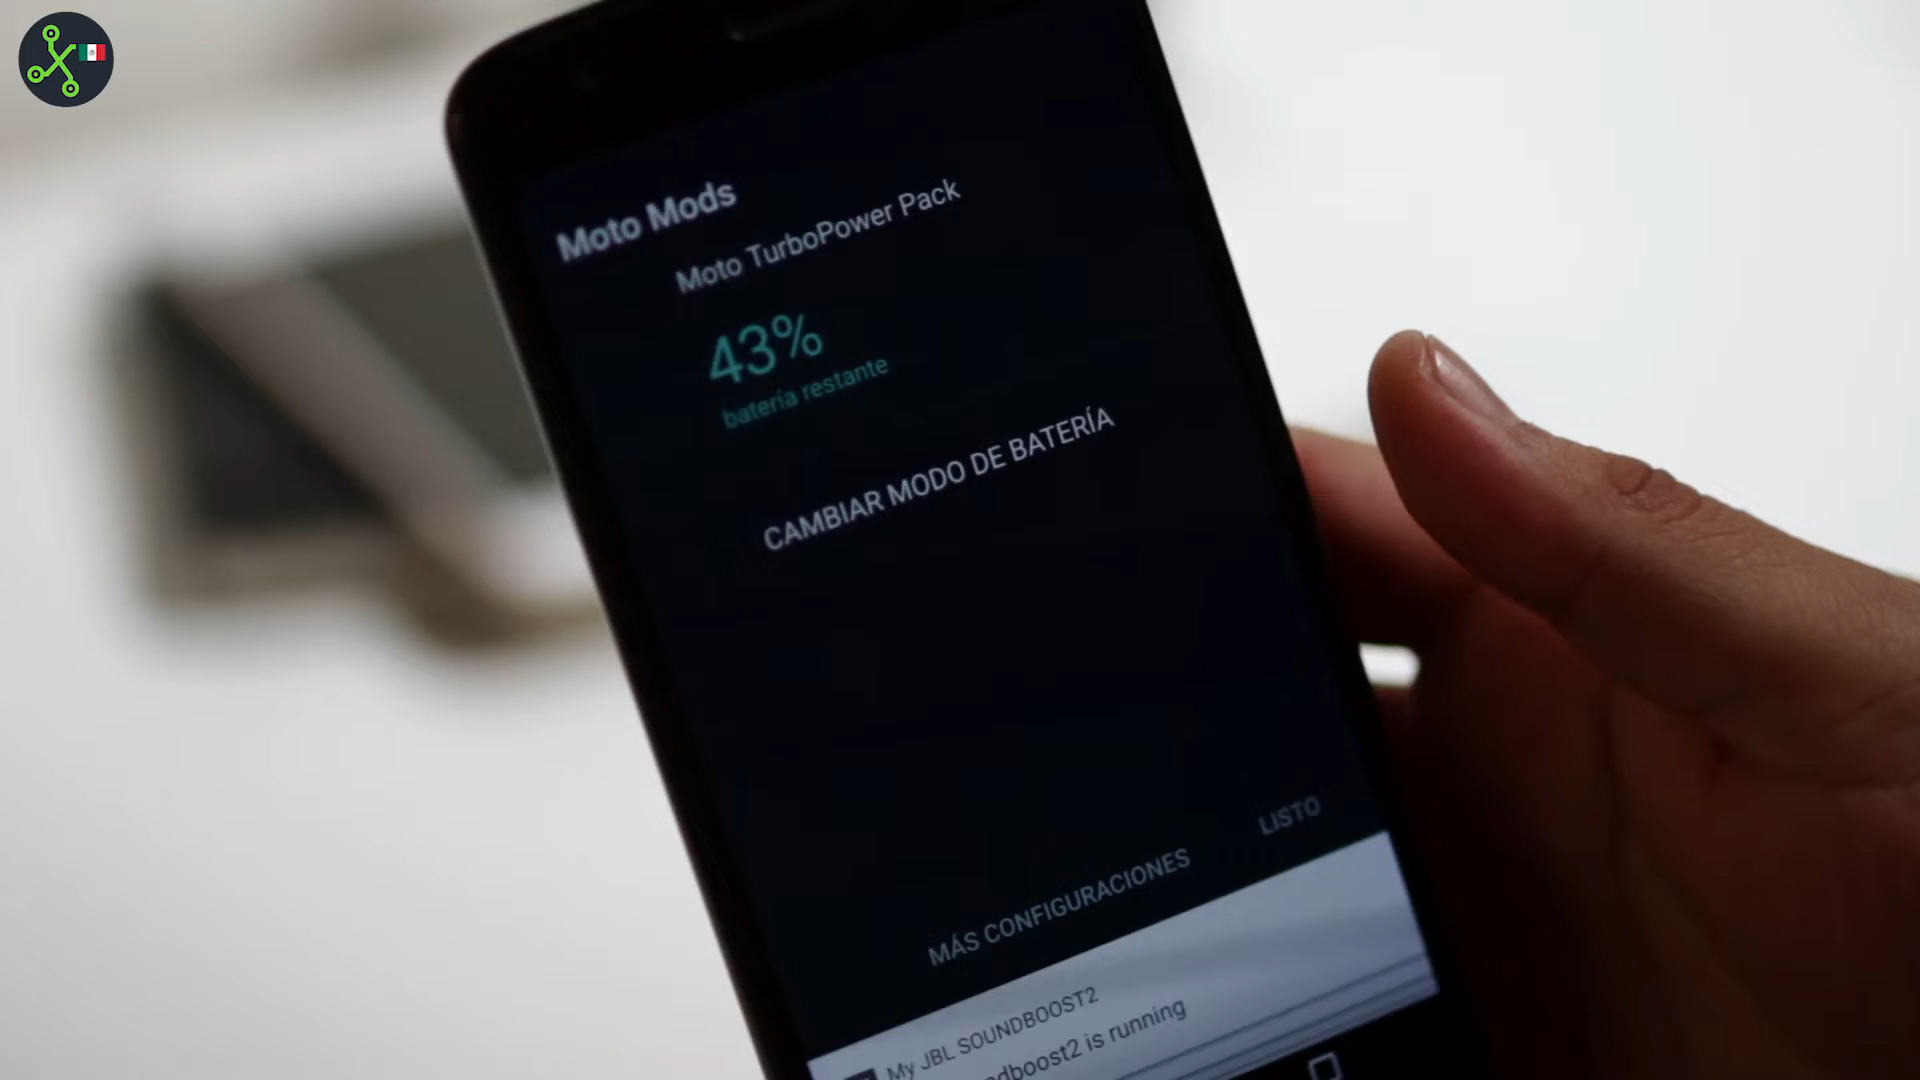 Moto Mods
Moto TurboPower Pack
43%
batería restante
CAMBIAR MODO DE BATERÍA
LISTO
MÁS CONFIGURACIONES
My JBL SOUNDBOOST2
is running